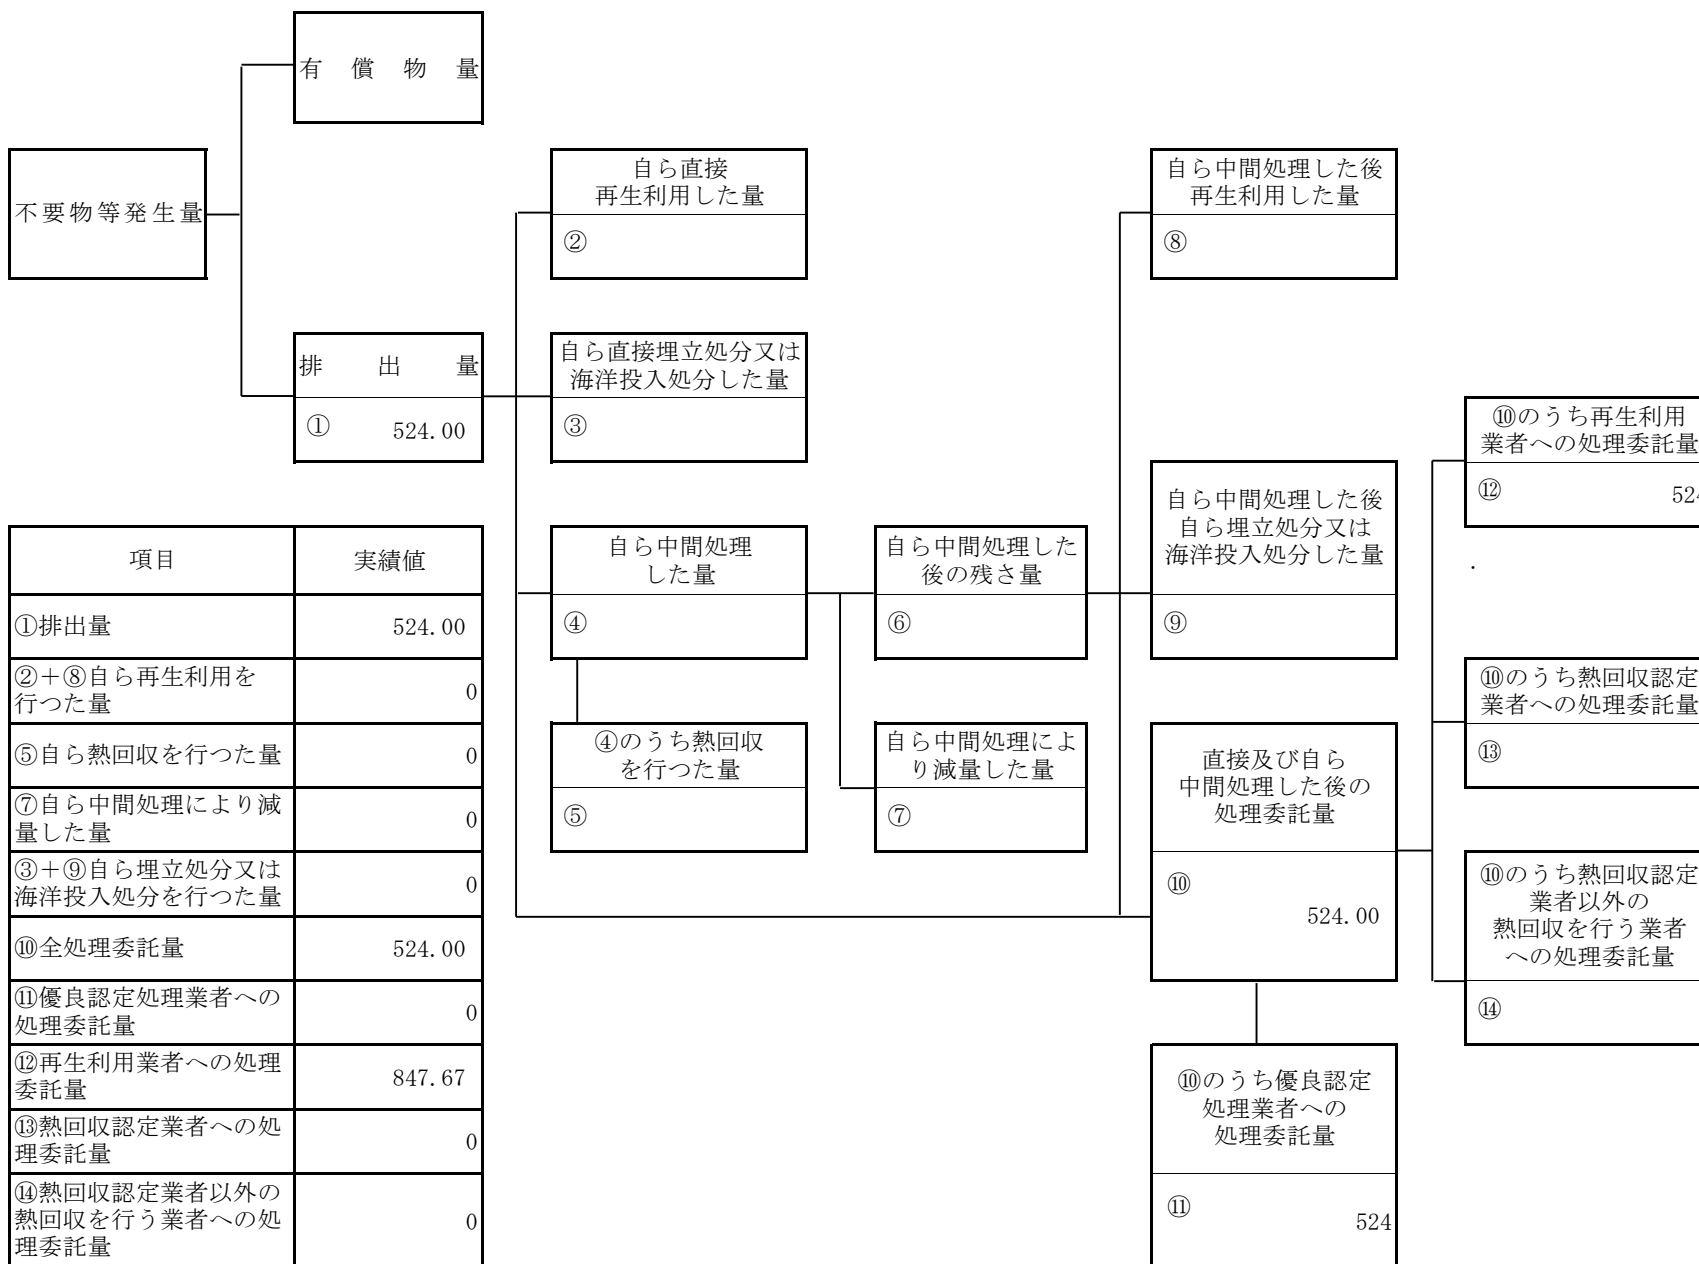 有償物量
不要物等発生量
排出量
① 524.00
自ら直接
再生利用した量
②
自ら直接埋立処分又は
海洋投入処分した量
③
自ら中間処理
した量
④
④のうち熱回収
を行つた量
⑤
自ら中間処理した
後の残さ量
⑥
自ら中間処理によ
り減量した量
⑦
自ら中間処理した後
再生利用した量
⑧
自ら中間処理した後
自ら埋立処分又は
海洋投入処分した量
⑨
直接及び自ら
中間処理した後の
処理委託量
⑩
524.00
⑩のうち優良認定
処理業者への
処理委託量
⑪ 524
⑩のうち再生利用
業者への処理委託量
⑫ 524
.
⑩のうち熱回収認定
業者への処理委託量
⑬
⑩のうち熱回収認定
業者以外の
熱回収を行う業者
への処理委託量
⑭
項目 実績値
①排出量 524.00
②＋⑧自ら再生利用を
行つた量 0
⑤自ら熱回収を行つた量 0
⑦自ら中間処理により減
量した量 0
③＋⑨自ら埋立処分又は
海洋投入処分を行つた量 0
⑩全処理委託量 524.00
⑪優良認定処理業者への
処理委託量 0
⑫再生利用業者への処理
委託量 847.67
⑬熱回収認定業者への処
理委託量 0
⑭熱回収認定業者以外の
熱回収を行う業者への処
理委託量 0